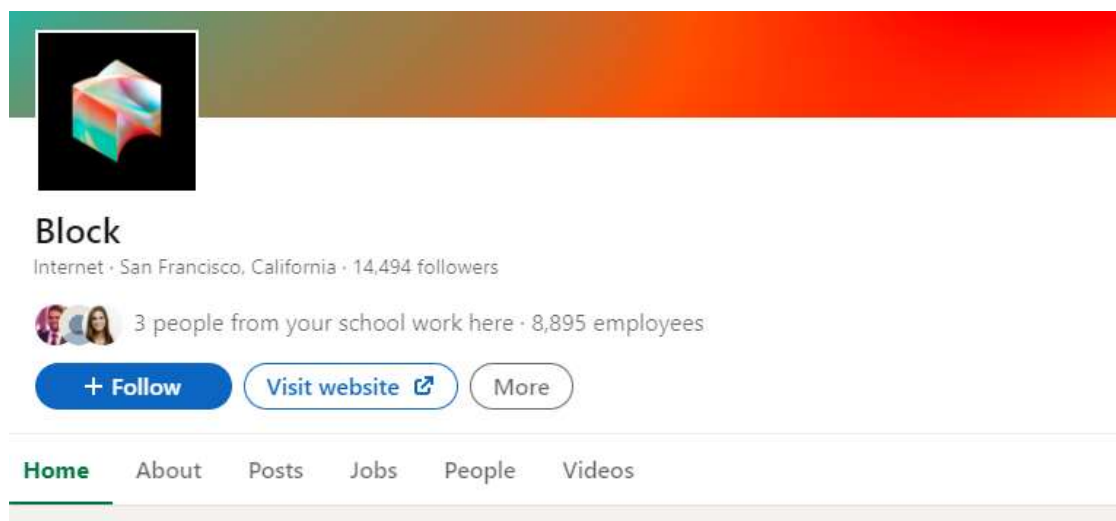 Block
Internet · San Francisco, California · 14,494 followers
3 people from your school work here · 8,895 employees
+ Follow Visit website More
Home About Posts Jobs People Videos